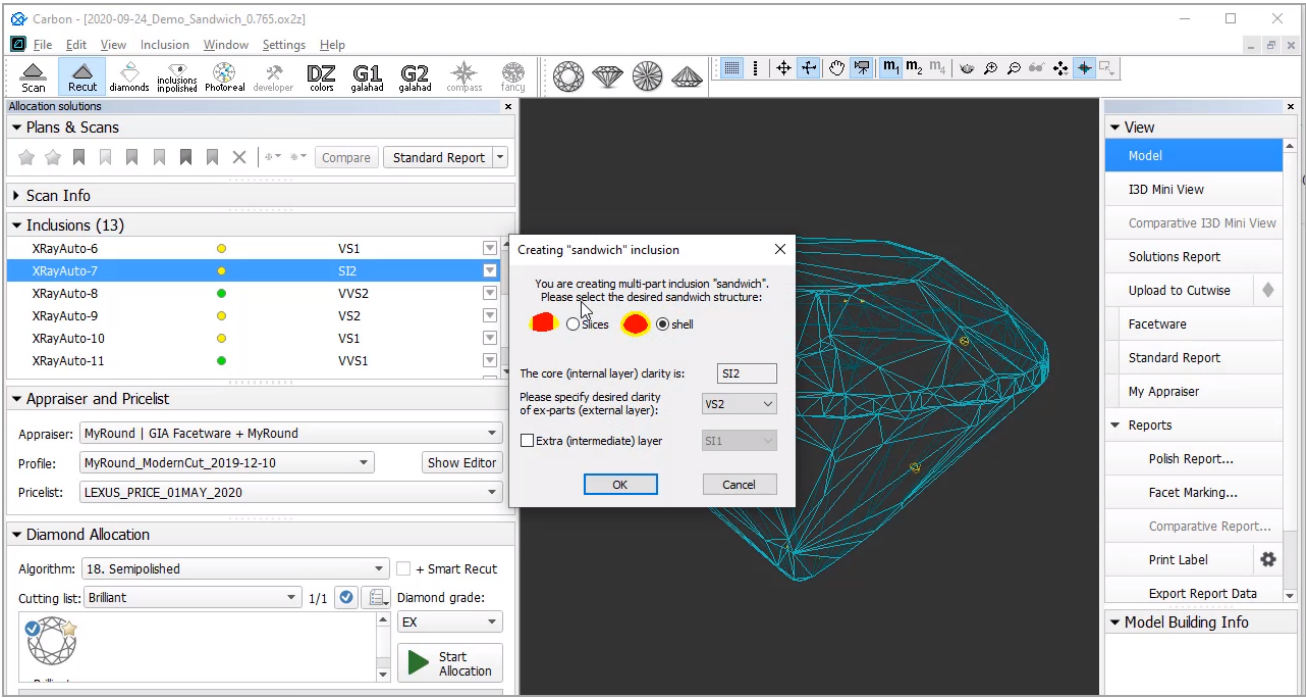 Carbon - [2020-09-24_Demo_Sandwich_0.765.ox2z]
File Edit View Inclusion Window Settings Help
Scan Recut diamonds inclusions inpolished Photoreal developer DZ colors G1 galahad G2 galahad compass fancy m1 m2 m4
Allocation solutions
Plans & Scans
Compare Standard Report
Scan Info
Inclusions (13)
XRayAuto-6 VS1
XRayAuto-7 SI2
XRayAuto-8 VVS2
XRayAuto-9 VS2
XRayAuto-10 VS1
XRayAuto-11 VVS1
Appraiser and Pricelist
Appraiser: MyRound | GIA Facetware + MyRound
Profile: MyRound_ModernCut_2019-12-10 Show Editor
Pricelist: LEXUS_PRICE_01MAY_2020
Diamond Allocation
Algorithm: 18. Semipolished + Smart Recut
Cutting list: Brilliant 1/1 Diamond grade:
EX
Start
Allocation
Creating "sandwich" inclusion
You are creating multi-part inclusion "sandwich".
Please select the desired sandwich structure:
Slices shell
The core (internal layer) clarity is: SI2
Please specify desired clarity
of ex-parts (external layer): VS2
Extra (intermediate) layer SI1
OK Cancel
View
Model
I3D Mini View
Comparative I3D Mini View
Solutions Report
Upload to Cutwise
Facetware
Standard Report
My Appraiser
Reports
Polish Report...
Facet Marking...
Comparative Report...
Print Label
Export Report Data
Model Building Info